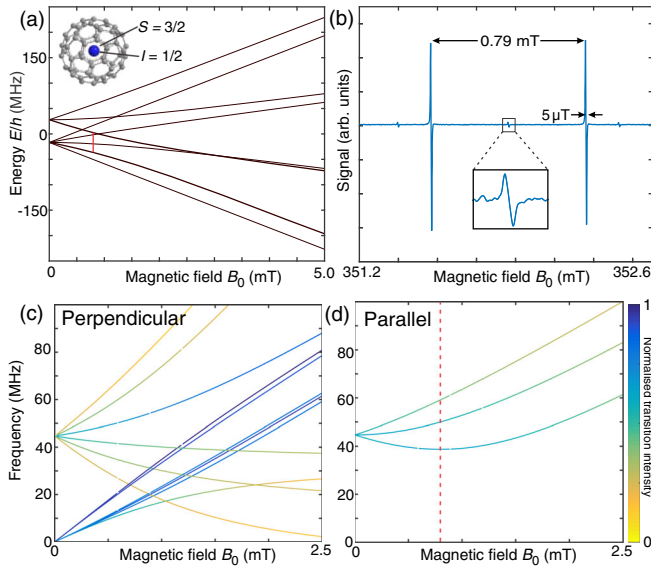 (a)
S = 3/2
I = 1/2
150
0
-150
Energy E/h (MHz)
0
Magnetic field B0 (mT)
5.0
(b)
0.79 mT
5 µT
Signal (arb. units)
351.2
Magnetic field B0 (mT)
352.6
(c) Perpendicular
80
60
40
20
0
Frequency (MHz)
0
Magnetic field B0 (mT)
2.5
(d) Parallel
80
60
40
20
0
0
Magnetic field B0 (mT)
2.5
1
0
Normalised transition intensity